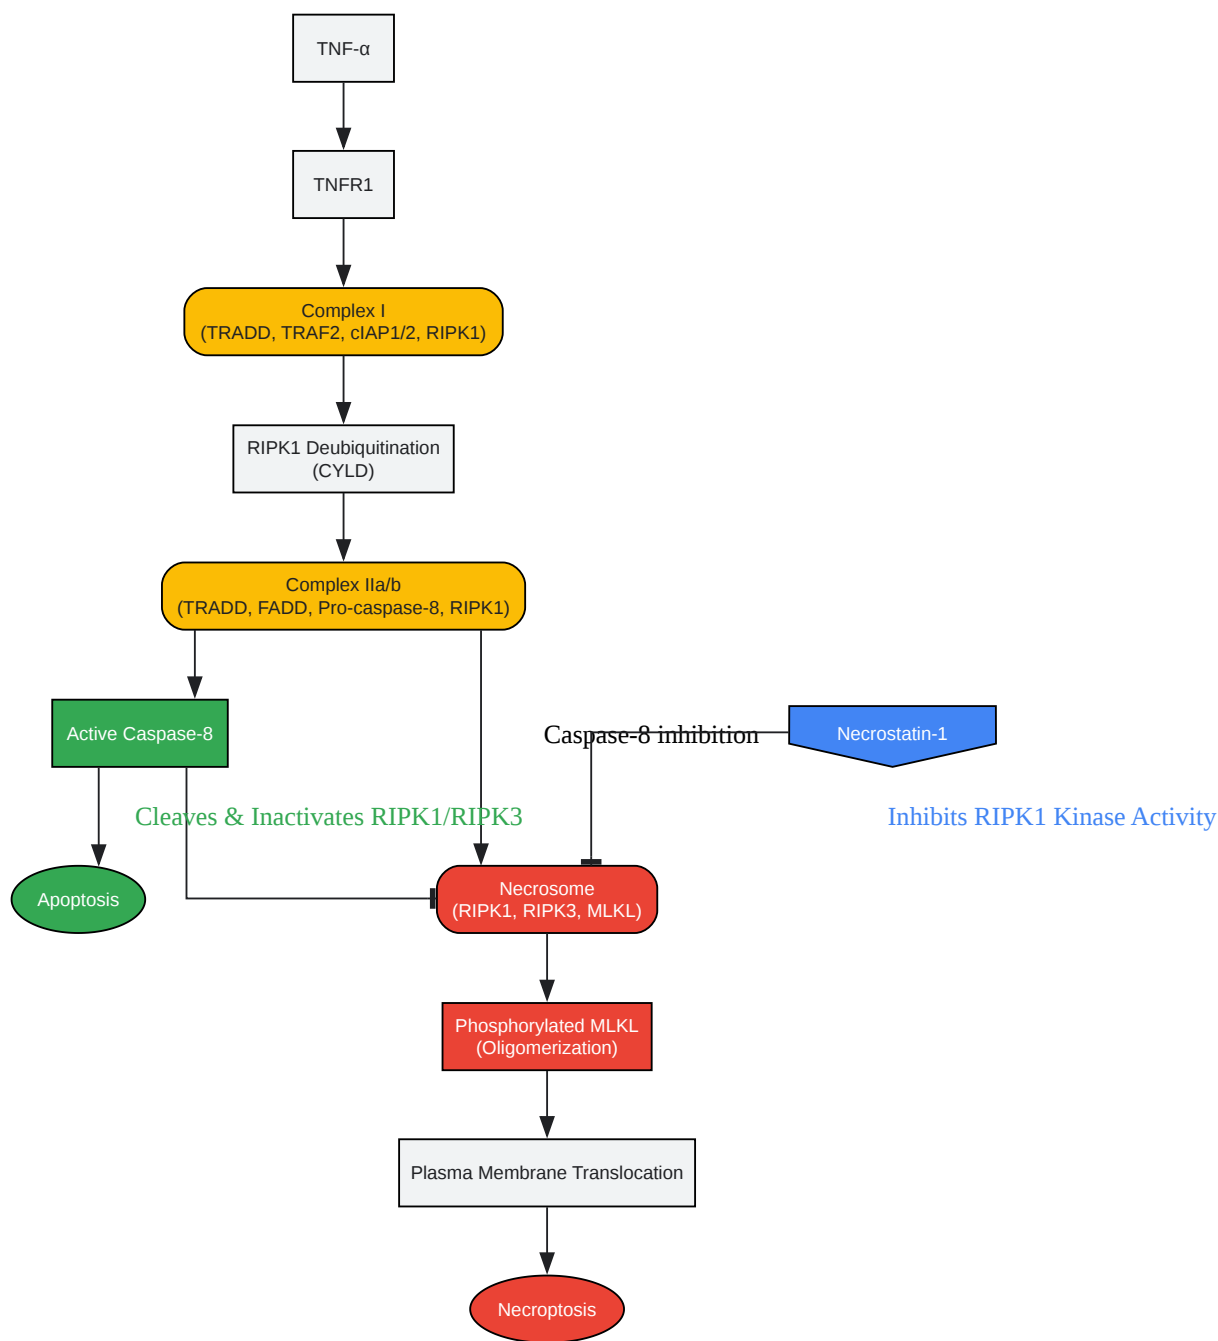 TNF-α
TNFR1
Complex I
(TRADD, TRAF2, cIAP1/2, RIPK1)
RIPK1 Deubiquitination
(CYLD)
Complex IIa/b
(TRADD, FADD, Pro-caspase-8, RIPK1)
Active Caspase-8
Caspase-8 inhibition
Necrostatin-1
Cleaves & Inactivates RIPK1/RIPK3
Inhibits RIPK1 Kinase Activity
Apoptosis
Necrosome
(RIPK1, RIPK3, MLKL)
Phosphorylated MLKL
(Oligomerization)
Plasma Membrane Translocation
Necroptosis